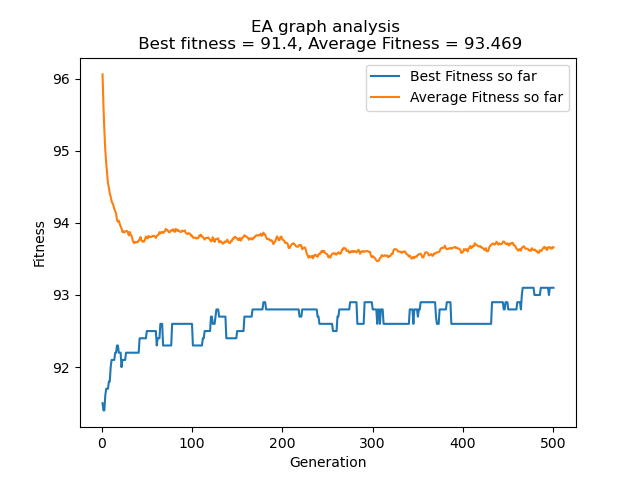 EA graph analysis
Best fitness = 91.4, Average Fitness = 93.469
Best Fitness so far
Average Fitness so far
96
95
94
93
92
Fitness
0 100 200 300 400 500
Generation